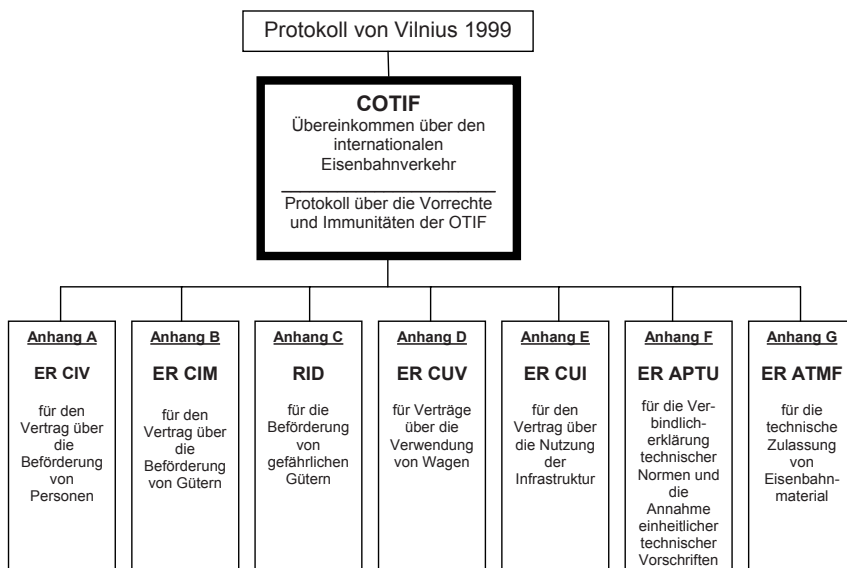 Protokoll von Vilnius 1999
COTIF
Übereinkommen über den
internationalen
Eisenbahnverkehr
Protokoll über die Vorrechte
und Immunitäten der OTIF
Anhang A
ER CIV
für den
Vertrag über
die
Beförderung
von
Personen
Anhang B
ER CIM
für den
Vertrag über
die
Beförderung
von Gütern
Anhang C
RID
für die
Beförderung
von
gefährlichen
Gütern
Anhang D
ER CUV
für Verträge
über die
Verwendung
von Wagen
Anhang E
ER CUI
für den
Vertrag über
die Nutzung
der
Infrastruktur
Anhang F
ER APTU
für die Ver-
bindlich-
erklärung
technischer
Normen und
die
Annahme
einheitlicher
technischer
Vorschriften
Anhang G
ER ATMF
für die
technische
Zulassung
von
Eisenbahn-
material